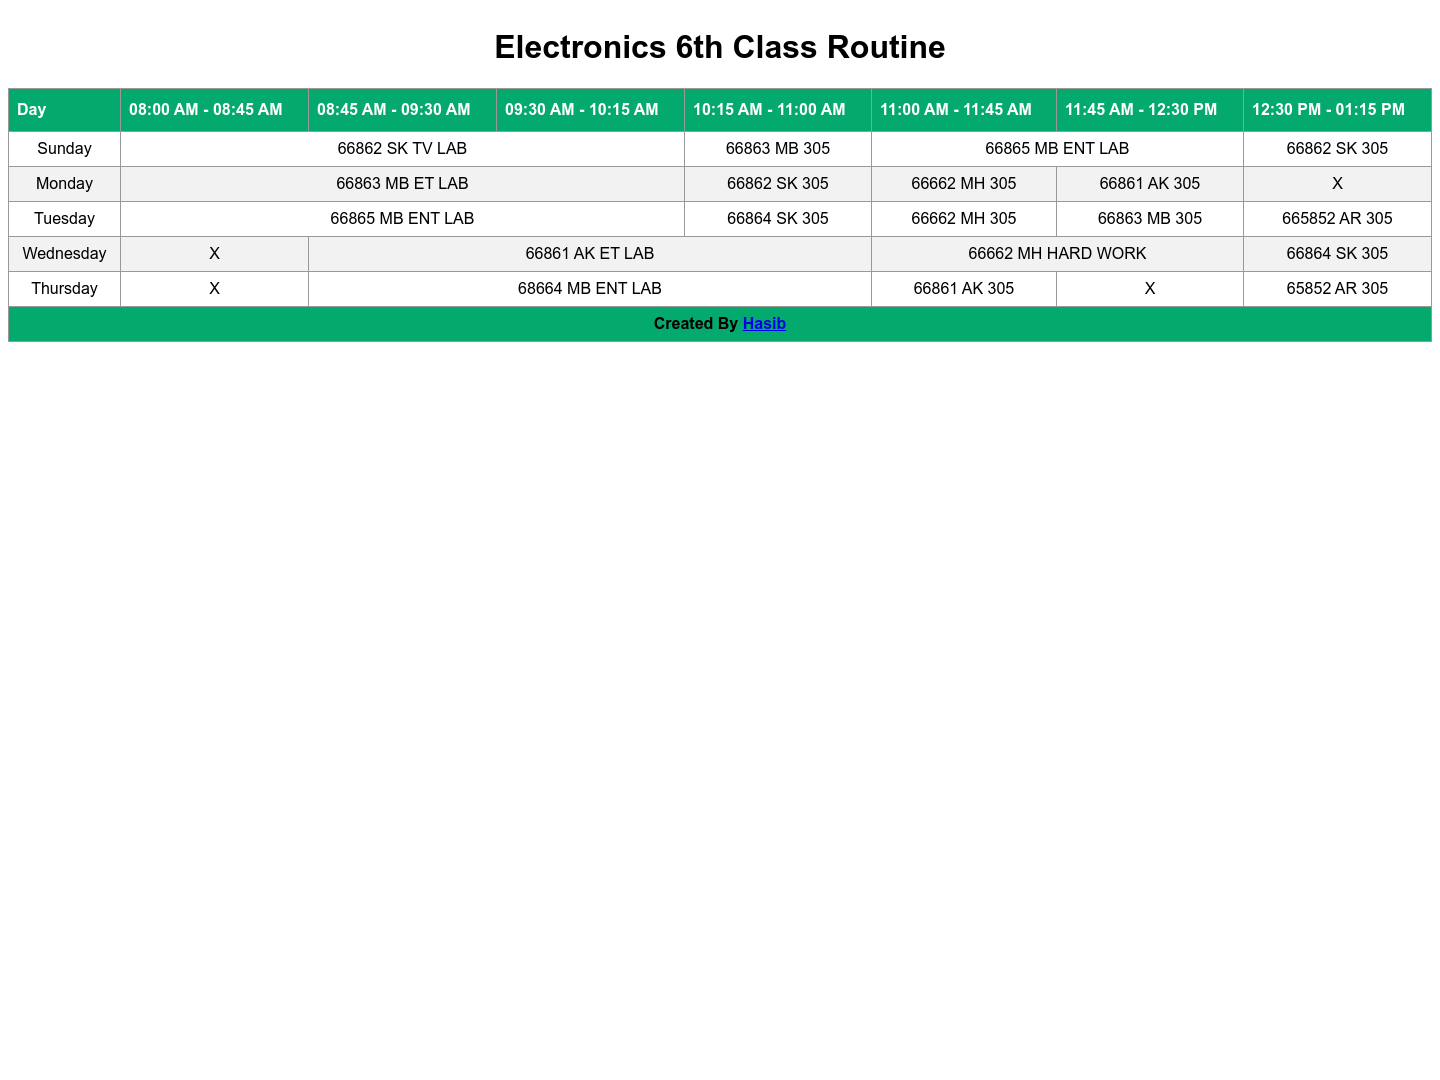 Electronics 6th Class Routine
Day 08:00 AM - 08:45 AM 08:45 AM - 09:30 AM 09:30 AM - 10:15 AM 10:15 AM - 11:00 AM 11:00 AM - 11:45 AM 11:45 AM - 12:30 PM 12:30 PM - 01:15 PM
Sunday 66862 SK TV LAB 66863 MB 305 66865 MB ENT LAB 66862 SK 305
Monday 66863 MB ET LAB 66862 SK 305 66662 MH 305 66861 AK 305 X
Tuesday 66865 MB ENT LAB 66864 SK 305 66662 MH 305 66863 MB 305 665852 AR 305
Wednesday X 66861 AK ET LAB 66662 MH HARD WORK 66864 SK 305
Thursday X 68664 MB ENT LAB 66861 AK 305 X 65852 AR 305
Created By Hasib